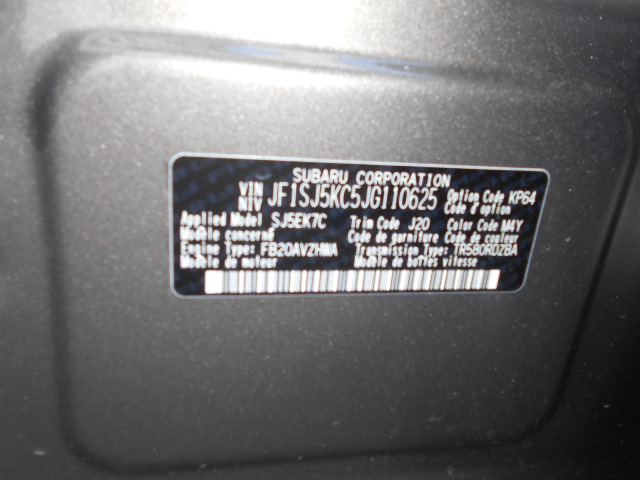 SUBARU CORPORATION
VIN NIV JF1SJ5KC5JG110625 Option Code KP64
Code d'option
Applied Model SJ5EK7C Trim Code J20 Color Code M4Y
Modèle concerné Code de garniture Code de couleur
Engine Type: FB20AVZHWA Transmission Type: TR580RDZBA
Modèle de moteur Modèle de boîtes vitesse